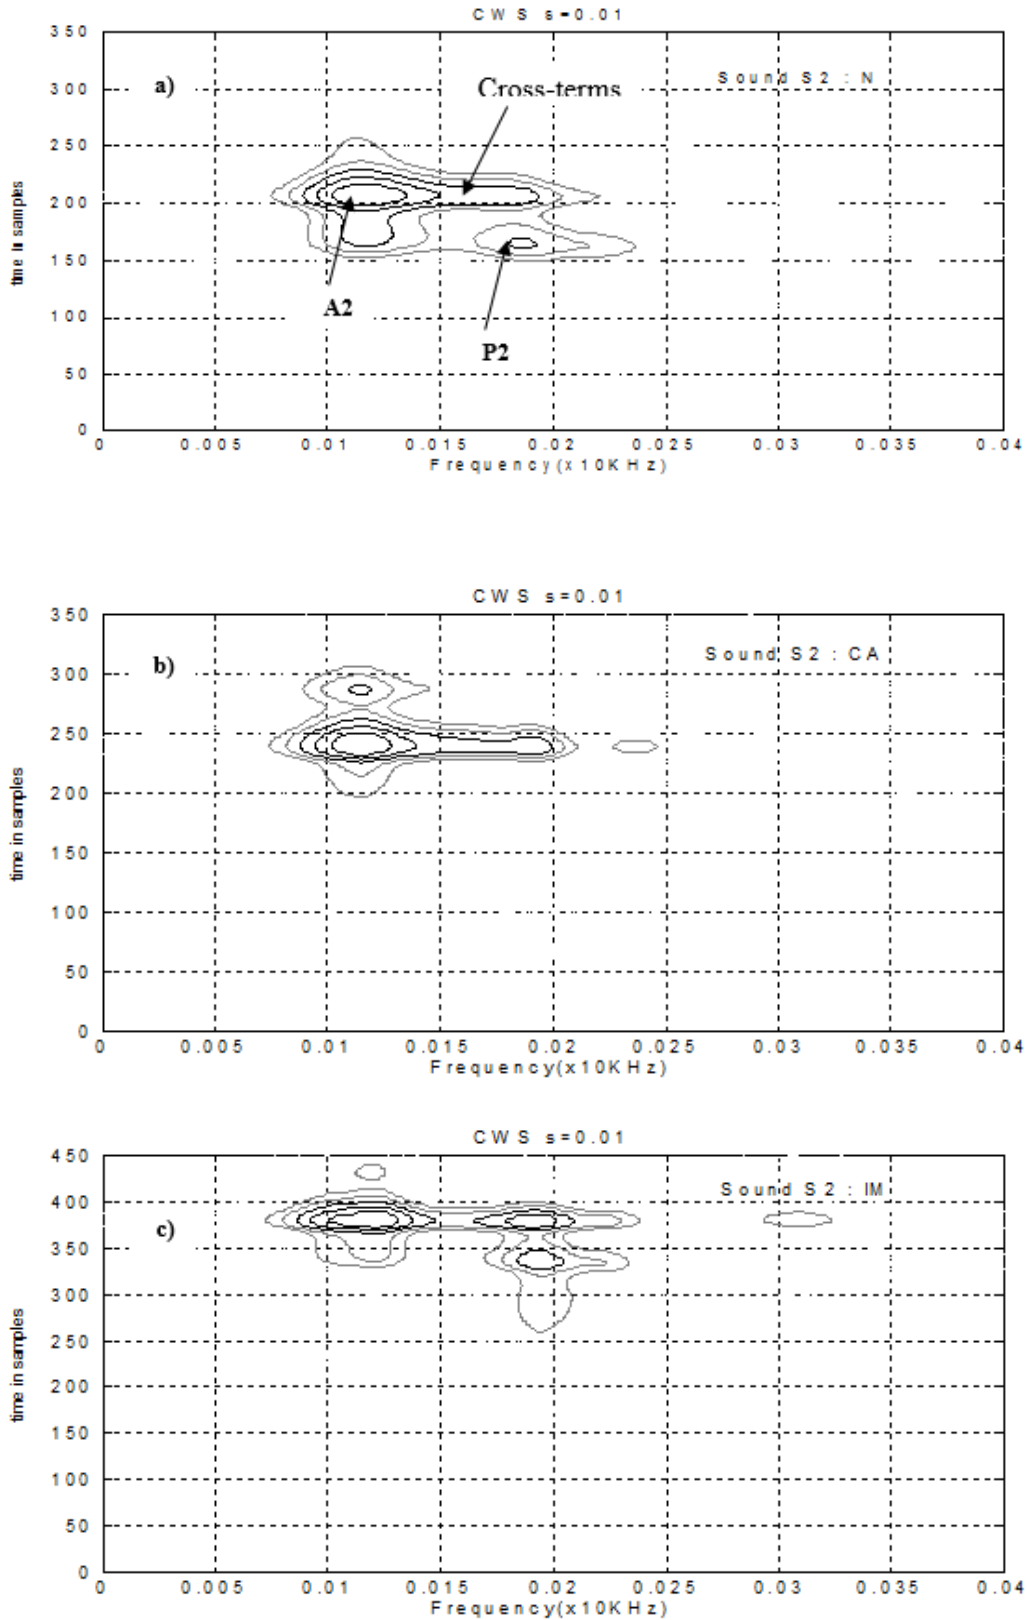 CWS s=0.01
350
a)
Cross-terms
Sound S2 : N
300
250
200
150
A2
P2
100
50
0
time in samples
0 0.005 0.01 0.015 0.02 0.025 0.03 0.035 0.04
Frequency(x10KHz)
CWS s=0.01
350
b)
Sound S2 : CA
300
250
200
150
100
50
0
time in samples
0 0.005 0.01 0.015 0.02 0.025 0.03 0.035 0.04
Frequency(x10KHz)
CWS s=0.01
450
Sound S2 : IM
400
c)
350
300
250
200
150
100
50
0
time in samples
0 0.005 0.01 0.015 0.02 0.025 0.03 0.035 0.04
Frequency(x10KHz)